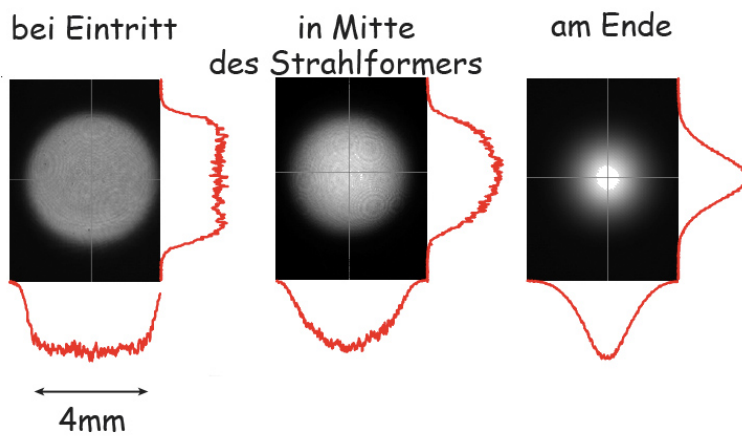 bei Eintritt
in Mitte
des Strahlformers
am Ende
4mm